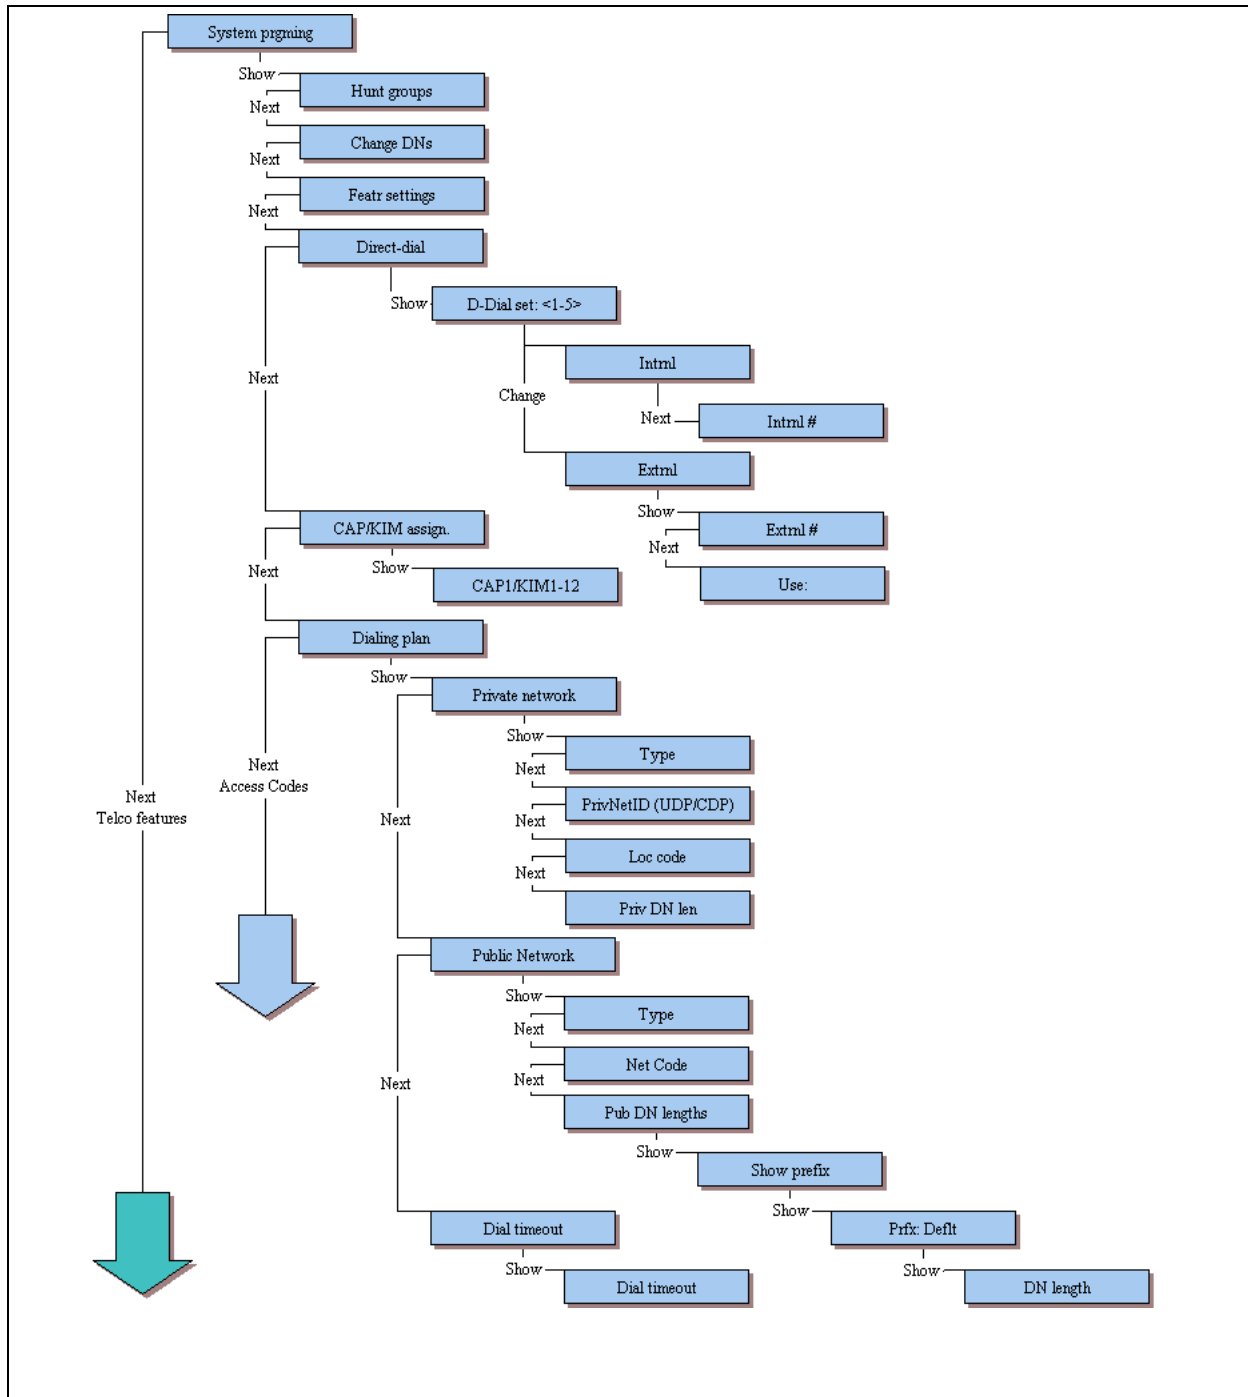 System prgming
Show
Hunt groups
Next
Change DNs
Next
Featr settings
Next
Direct-dial
Show
D-Dial set: <1-5>
Intrnl
Next
Change
Next
Intrnl #
Extrnl
Show
CAP/KIM assign.
Extrnl #
Next
Show
Next
CAP1/KIM1-12
Use:
Dialing plan
Show
Private network
Show
Type
Next
Next
Access Codes
Next
Telco features
PrivNetID (UDP/CDP)
Next
Next
Loc code
Next
Priv DN len
Public Network
Show
Type
Next
Net Code
Next
Next
Pub DN lengths
Show
Show prefix
Show
Dial timeout
Prfx: Deflt
Show
Show
Dial timeout
DN length